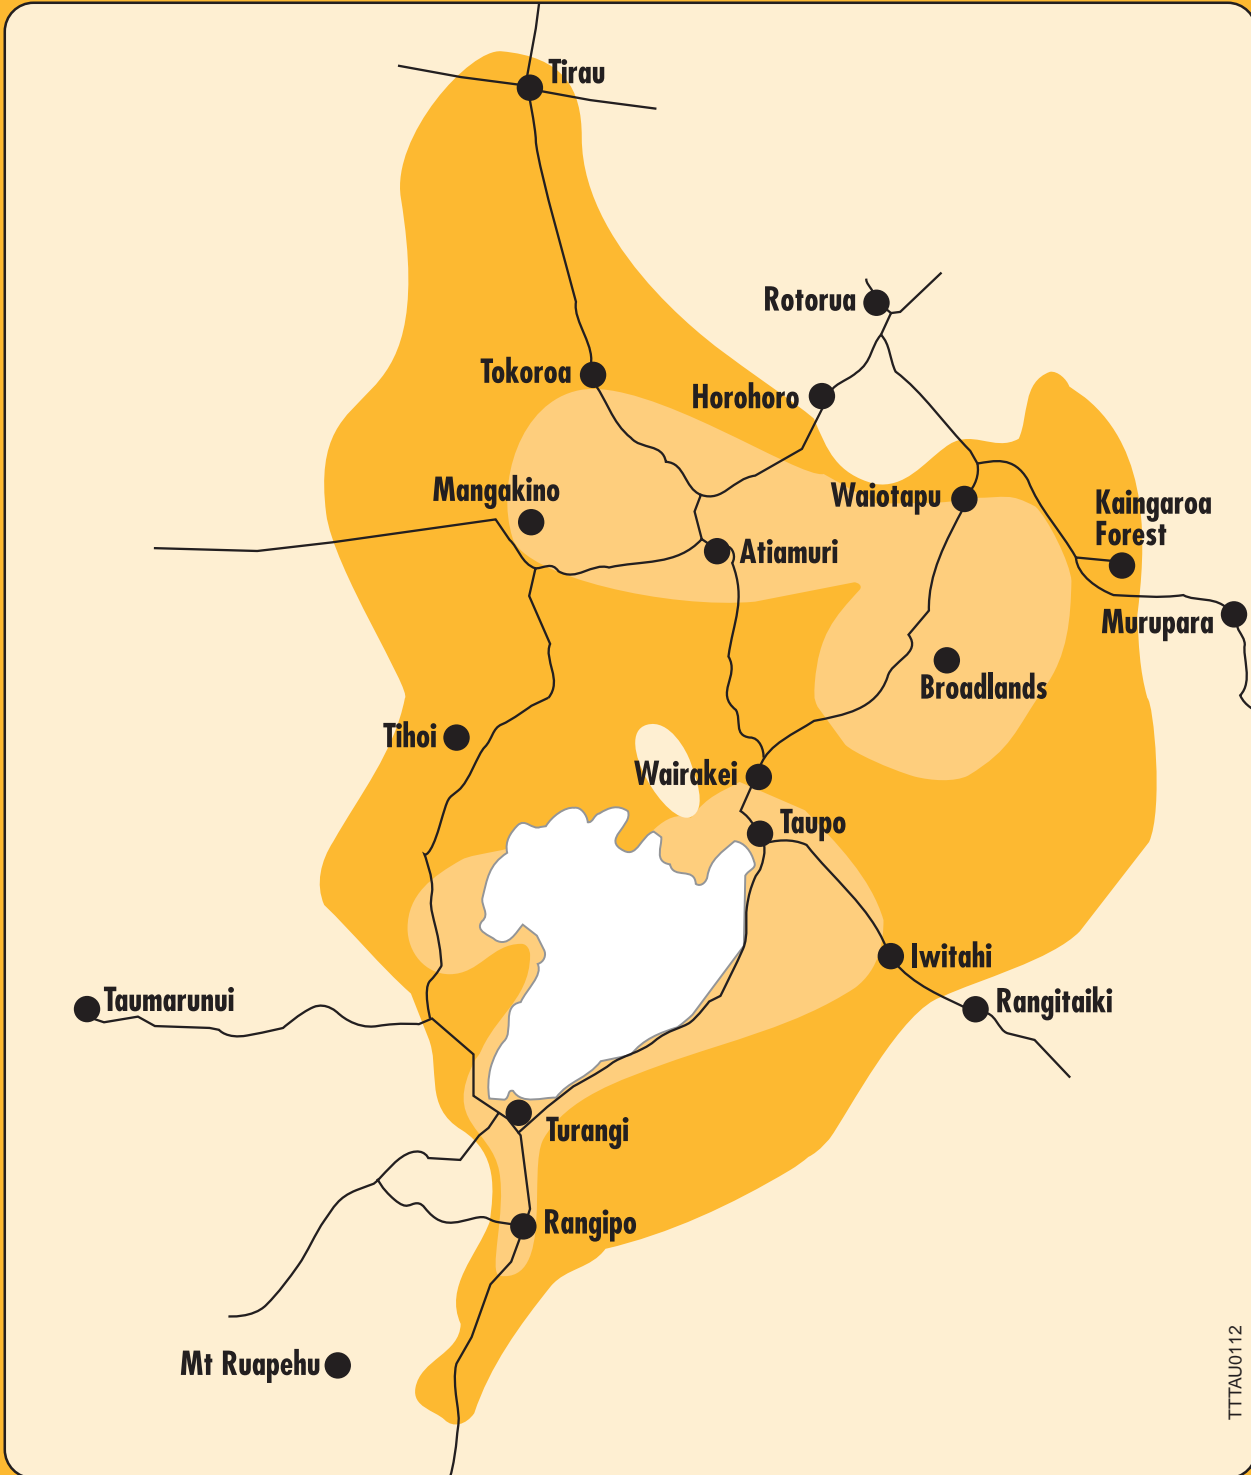 Tirau
Rotorua
Tokoroa
Horohoro
Mangakino
Waiotapu
Kaingaroa
Forest
Atiamuri
Murupara
Broadlands
Tihoi
Wairakei
Taupo
Iwitahi
Taumarunui
Rangitaiki
Turangi
Rangipo
Mt Ruapehu
TTTAU0112